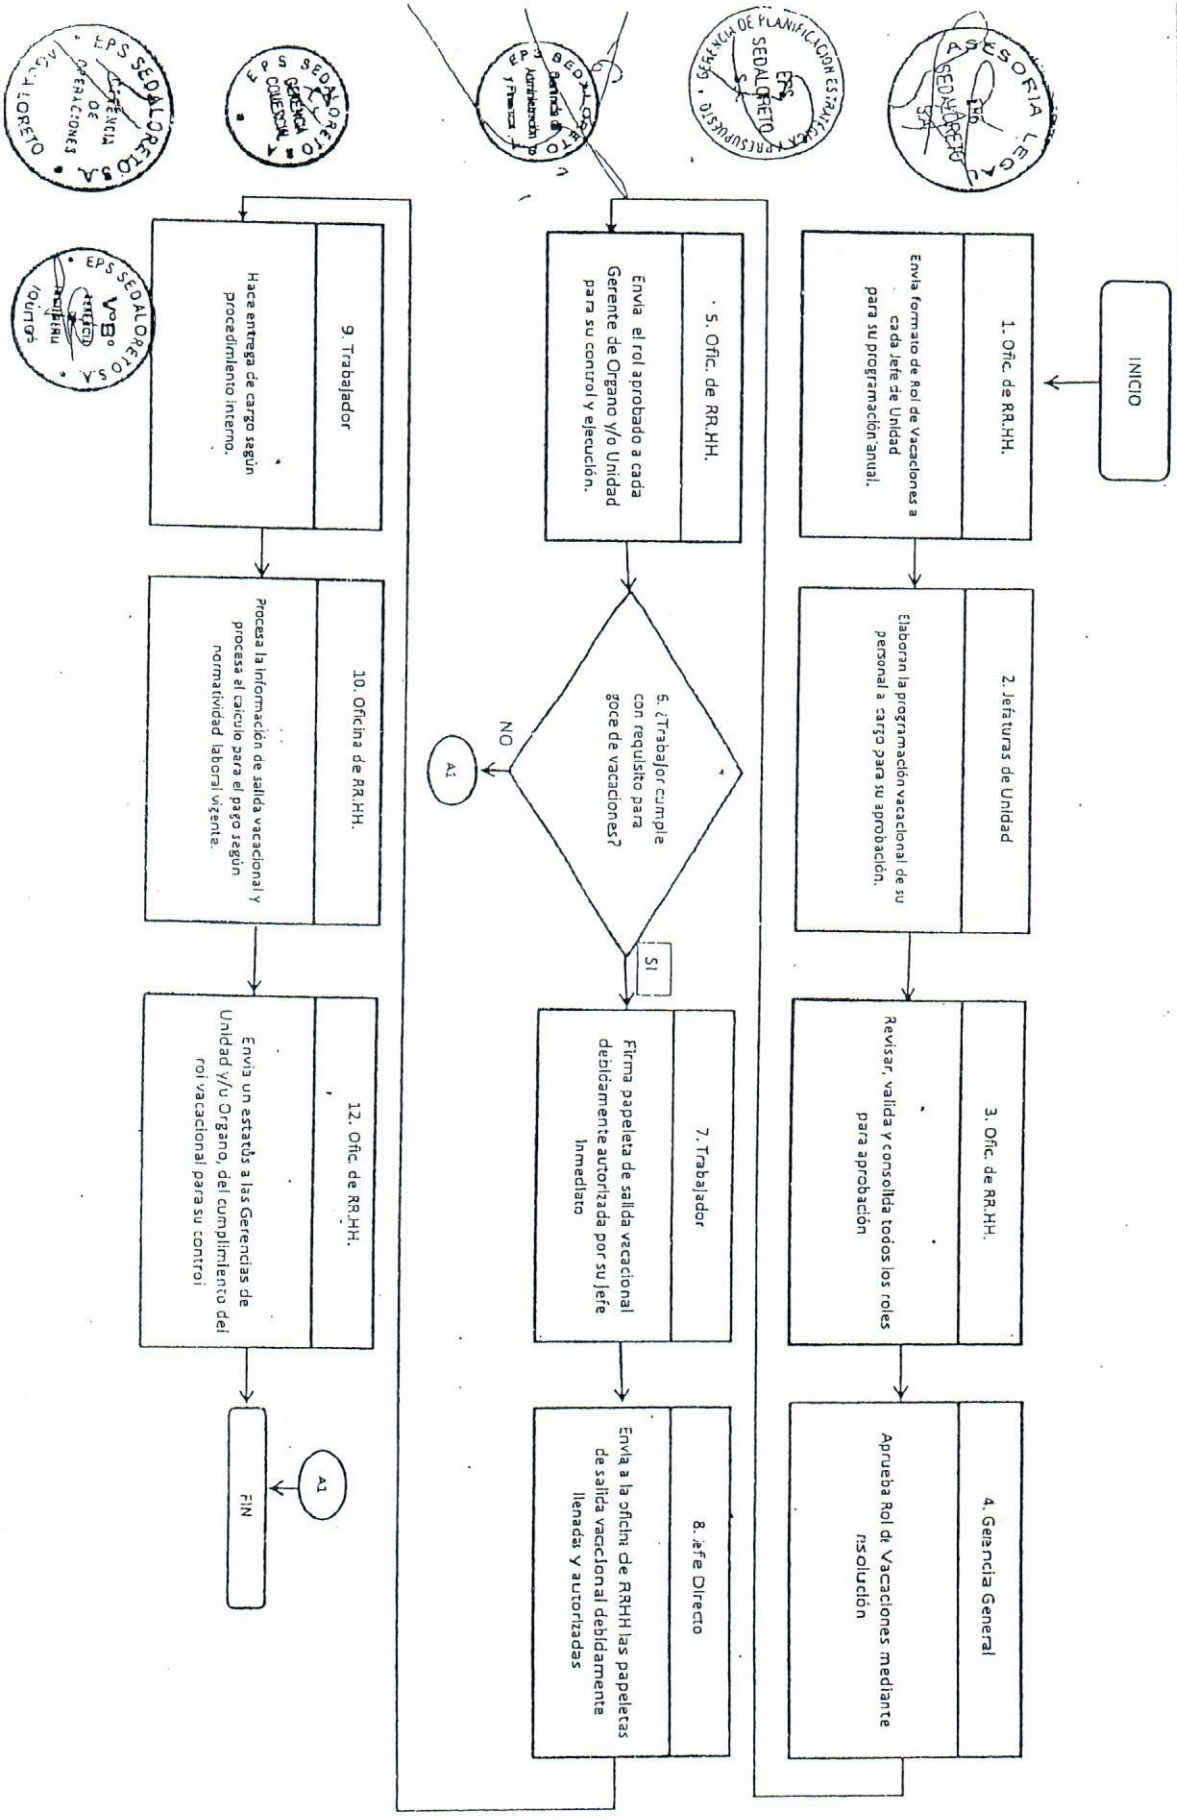 INICIO
1. Ofic. de RR.HH.
Envía formato de Rol de Vacaciones a
cada Jefe de Unidad
para su programación anual.
2. Jefaturas de Unidad
Elaboran la programación vacacional de su
personal a cargo para su aprobación.
3. Ofic. de RR.HH.
Revisar, valida y consolida todos los roles
para aprobación
4. Gerencia General
Aprueba Rol de Vacaciones mediante
resolución
5. Ofic. de RR.HH.
Envia el rol aprobado a cada
Gerente de Organo y/o Unidad
para su control y ejecución.
6. ¿Trabajor cumple
con requisito para
goce de vacaciones?
NO
A1
SI
7. Trabajador
Firma papeleta de salida vacacional
debidamente autorizada por su jefe
Inmediato
8. Jefe Directo
Envía a la oficina de RRHH las papeletas
de salida vacacional debidamente
llenadas y autorizadas
9. Trabajador
Hace entrega de cargo según
procedimiento interno.
10. Oficina de RR.HH.
Procesa la información de salida vacacional y
procesa el calculo para el pago según
normatividad laboral vigente.
12. Ofic. de RR.HH.
Envia un estatús a las Gerencias de
Unidad y/u Organo, del cumplimiento del
rol vacacional para su control
FIN
A1
ASESORIA LEGAL
EPS
SEDALORETO
S.A.
GERENCIA DE PLANIFICACION ESTRATEGICA Y PRESUPUESTO
EPS
SEDALORETO
S.A.
EPS SEDALORETO
Gerencia de
Administración
y Finanzas
EPS SEDALORETO
GERENCIA
COMERCIAL
EPS SEDALORETO S.A.
GERENCIA
DE
OPERACIONES
LORETO
EPS SEDALORETO S.A.
V°B°
GERENCIA
IQUITOS